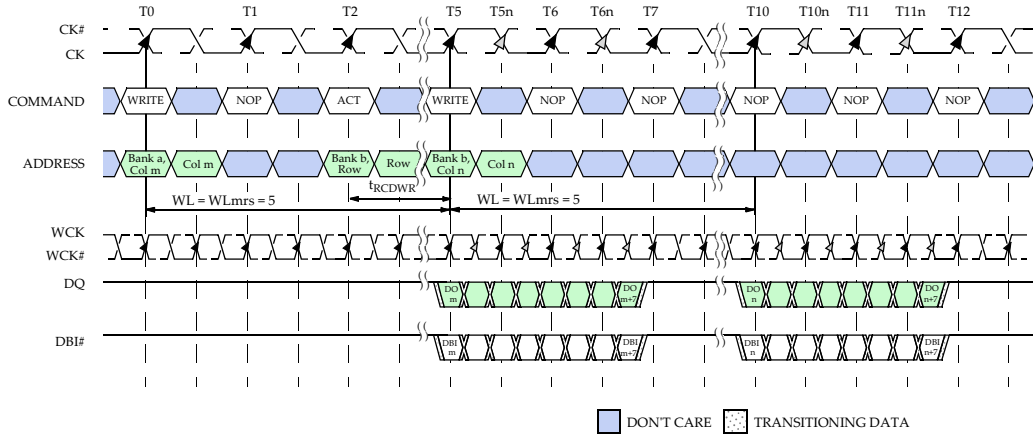 T0 T1 T2 T5 T5n T6 T6n T7 T10 T10n T11 T11n T12
CK#
CK
COMMAND WRITE NOP ACT WRITE NOP NOP NOP NOP NOP
ADDRESS Bank a, Col m Col m Bank b, Row Row Bank b, Col n Col n
tRCDWR
WL = WLmrs = 5 WL = WLmrs = 5
WCK
WCK#
DQ DO m DO m+7 DO n DO n+7
DBI# DBI m DBI m+7 DBI n DBI n+7
DON'T CARE TRANSITIONING DATA